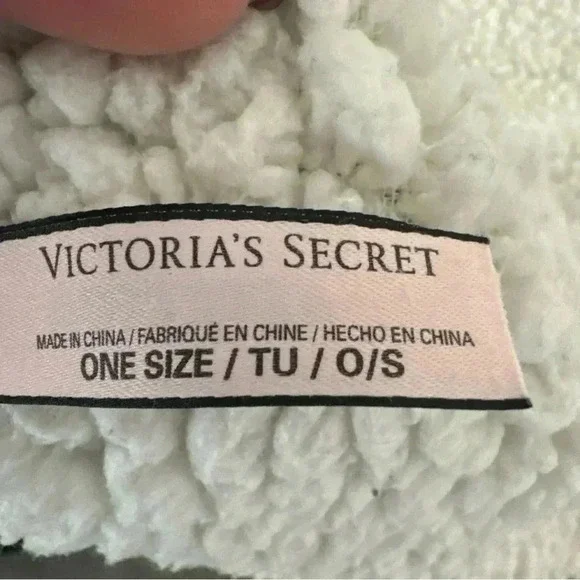 VICTORIA'S SECRET
MADE IN CHINA / FABRIQUÉ EN CHINE / HECHO EN CHINA
ONE SIZE / TU / O/S